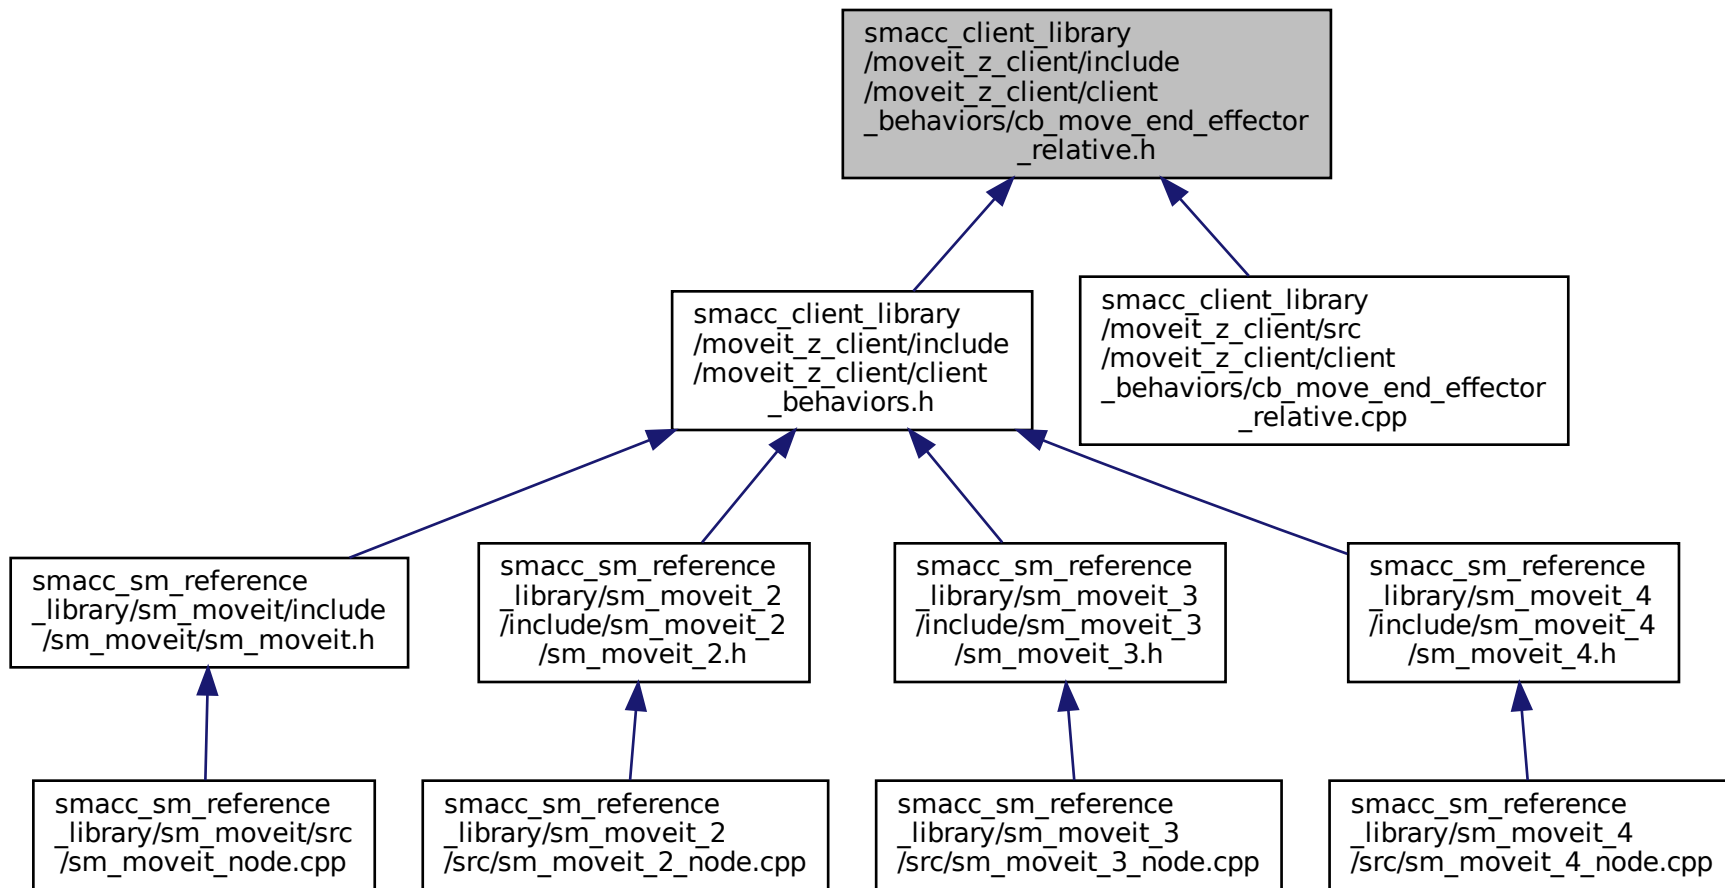 smacc_client_library
/moveit_z_client/include
/moveit_z_client/client
_behaviors/cb_move_end_effector
_relative.h
smacc_client_library
/moveit_z_client/include
/moveit_z_client/client
_behaviors.h
smacc_client_library
/moveit_z_client/src
/moveit_z_client/client
_behaviors/cb_move_end_effector
_relative.cpp
smacc_sm_reference
_library/sm_moveit/include
/sm_moveit/sm_moveit.h
smacc_sm_reference
_library/sm_moveit_2
/include/sm_moveit_2
/sm_moveit_2.h
smacc_sm_reference
_library/sm_moveit_3
/include/sm_moveit_3
/sm_moveit_3.h
smacc_sm_reference
_library/sm_moveit_4
/include/sm_moveit_4
/sm_moveit_4.h
smacc_sm_reference
_library/sm_moveit/src
/sm_moveit_node.cpp
smacc_sm_reference
_library/sm_moveit_2
/src/sm_moveit_2_node.cpp
smacc_sm_reference
_library/sm_moveit_3
/src/sm_moveit_3_node.cpp
smacc_sm_reference
_library/sm_moveit_4
/src/sm_moveit_4_node.cpp